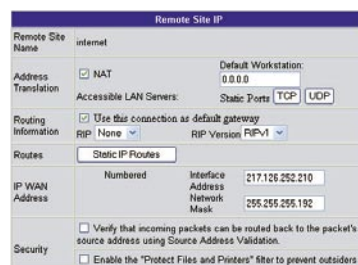 Remote Site IP
Remote Site Name
internet
Address Translation
NAT
Default Workstation:
0.0.0.0
Accessible LAN Servers:
Static Ports TCP UDP
Routing Information
Use this connection as default gateway
RIP None
RIP Version RIPv1
Routes
Static IP Routes
IP WAN Address
Numbered
Interface Address
217.126.252.210
Network Mask
255.255.255.192
Security
Verify that incoming packets can be routed back to the packet's
source address using Source Address Validation.
Enable the "Protect Files and Printers" filter to prevent outsiders